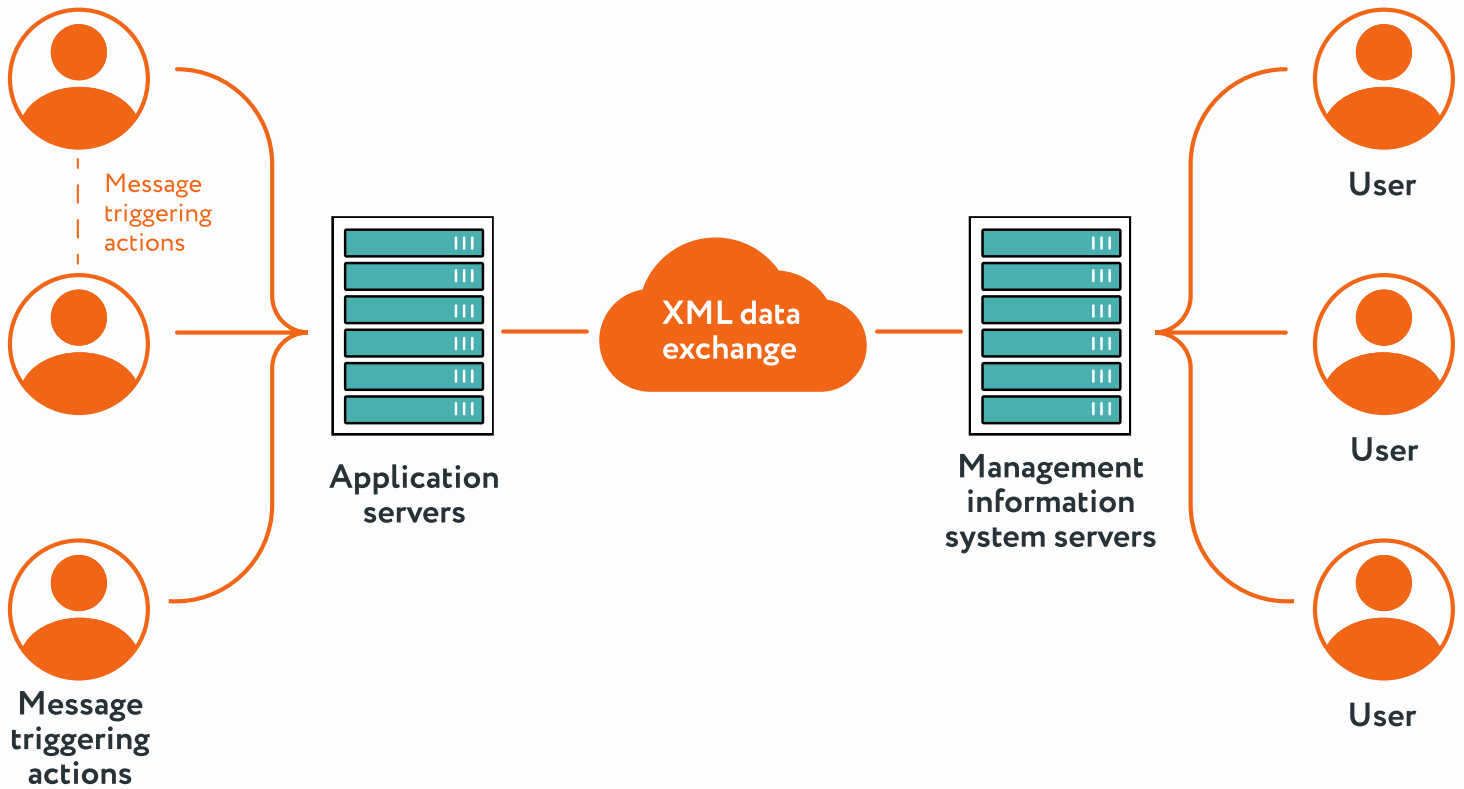 Message
triggering
actions
Message
triggering
actions
Application
servers
XML data
exchange
Management
information
system servers
User
User
User